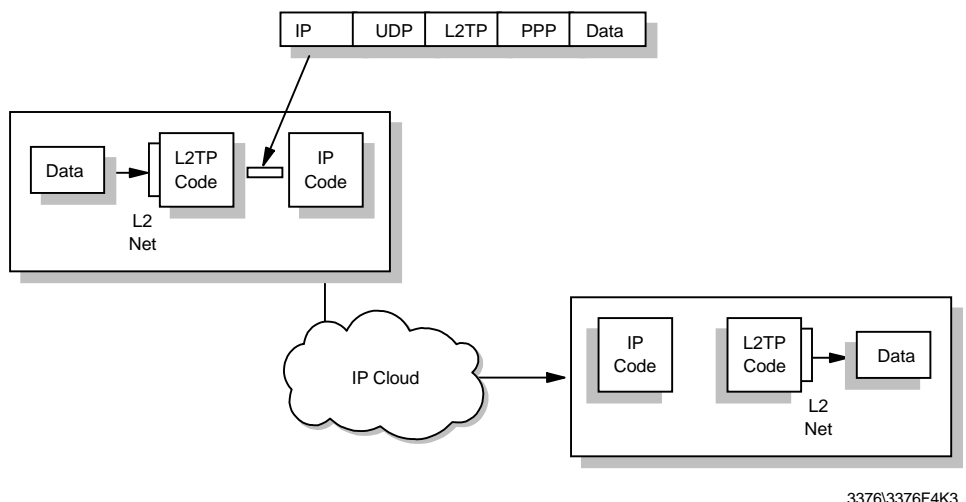 IP UDP L2TP PPP Data
Data
L2TP
Code
IP
Code
L2
Net
IP Cloud
IP
Code
L2TP
Code
Data
L2
Net
3376\3376F4K3